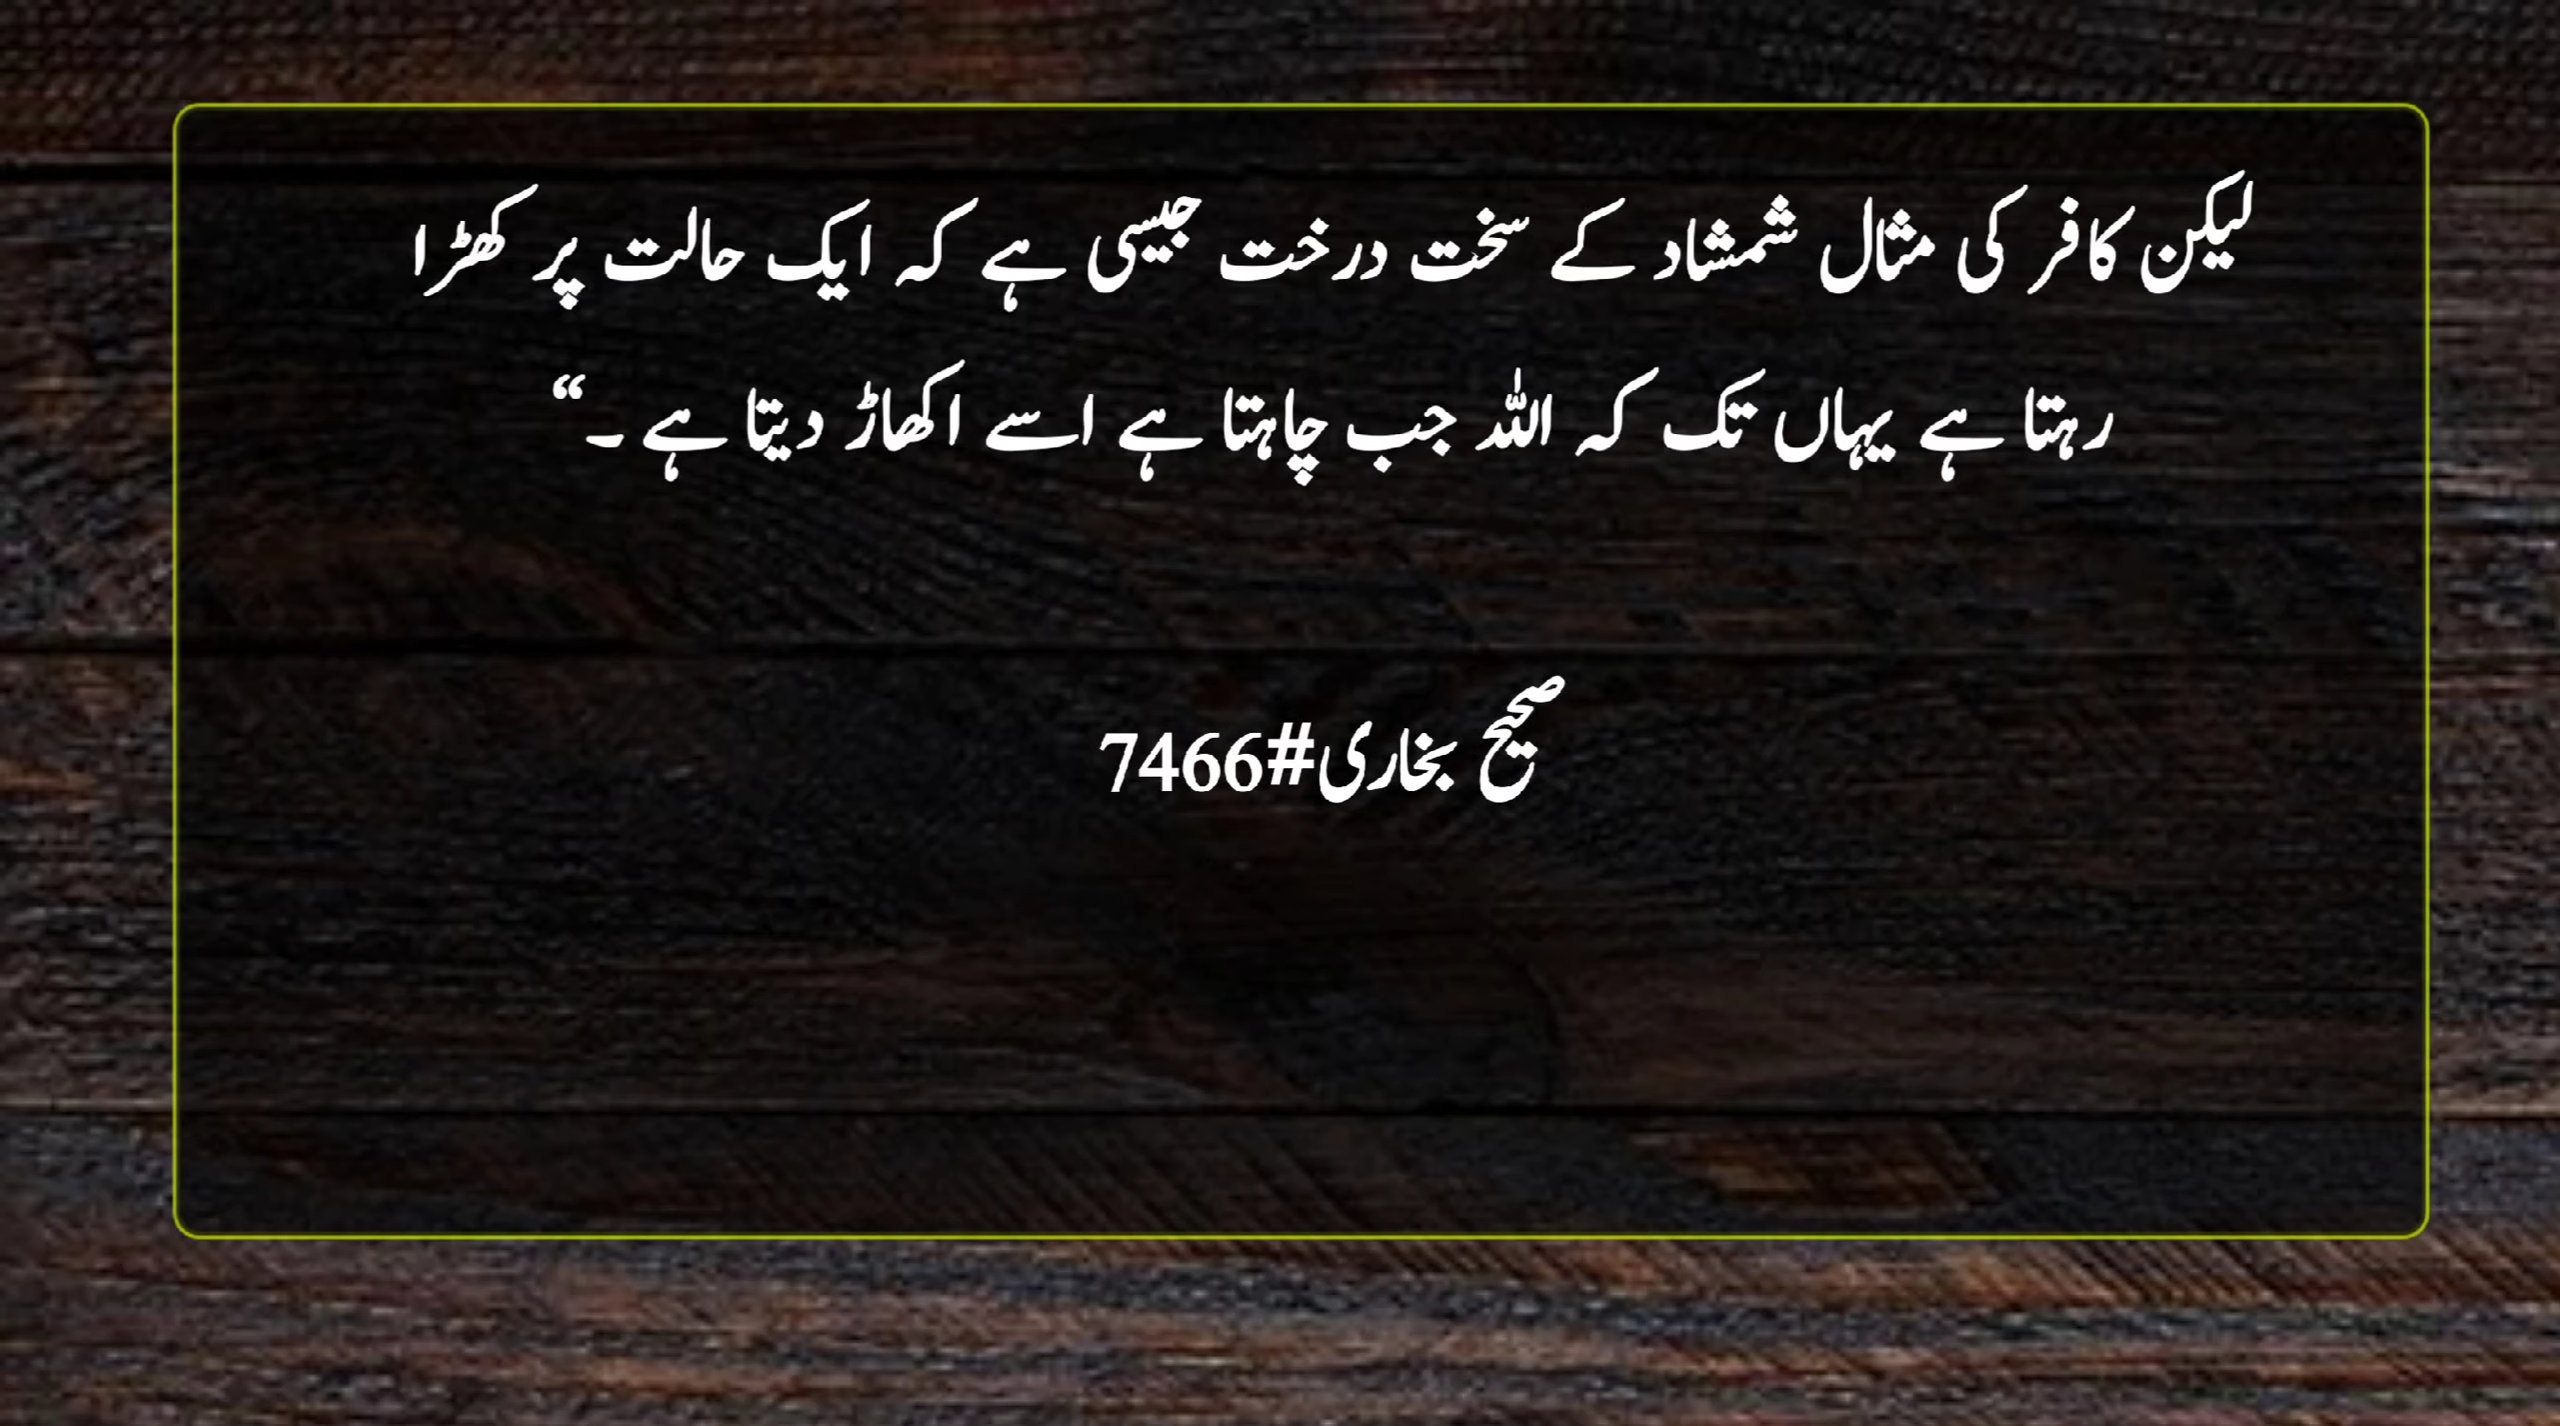 لیکن کافر کی مثال شمشاد کے سخت درخت جیسی ہے کہ ایک حالت پر کھڑا
رہتا ہے یہاں تک کہ اللہ جب چاہتا ہے اسے اکھاڑ دیتا ہے ۔“
صحیح بخاری#7466